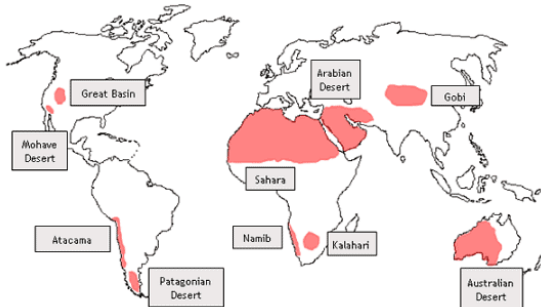 Great Basin
Arabian
Desert
Gobi
Mohave
Desert
Sahara
Atacama
Namib
Kalahari
Patagonian
Desert
Australian
Desert